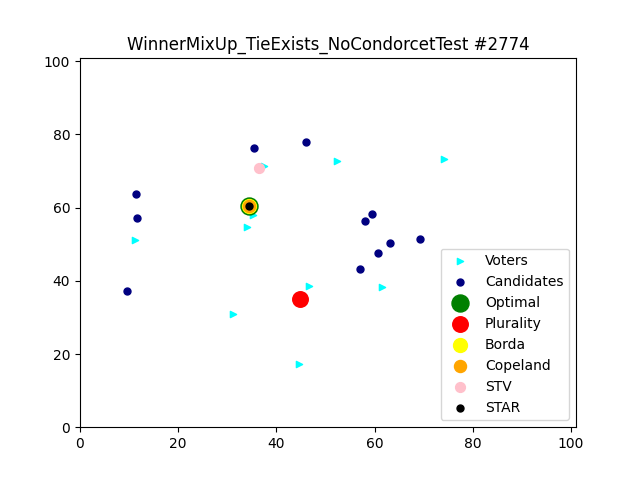 WinnerMixUp_TieExists_NoCondorcetTest #2774
100
80
60
40
20
0
0
20
40
60
80
100
Voters
Candidates
Optimal
Plurality
Borda
Copeland
STV
STAR